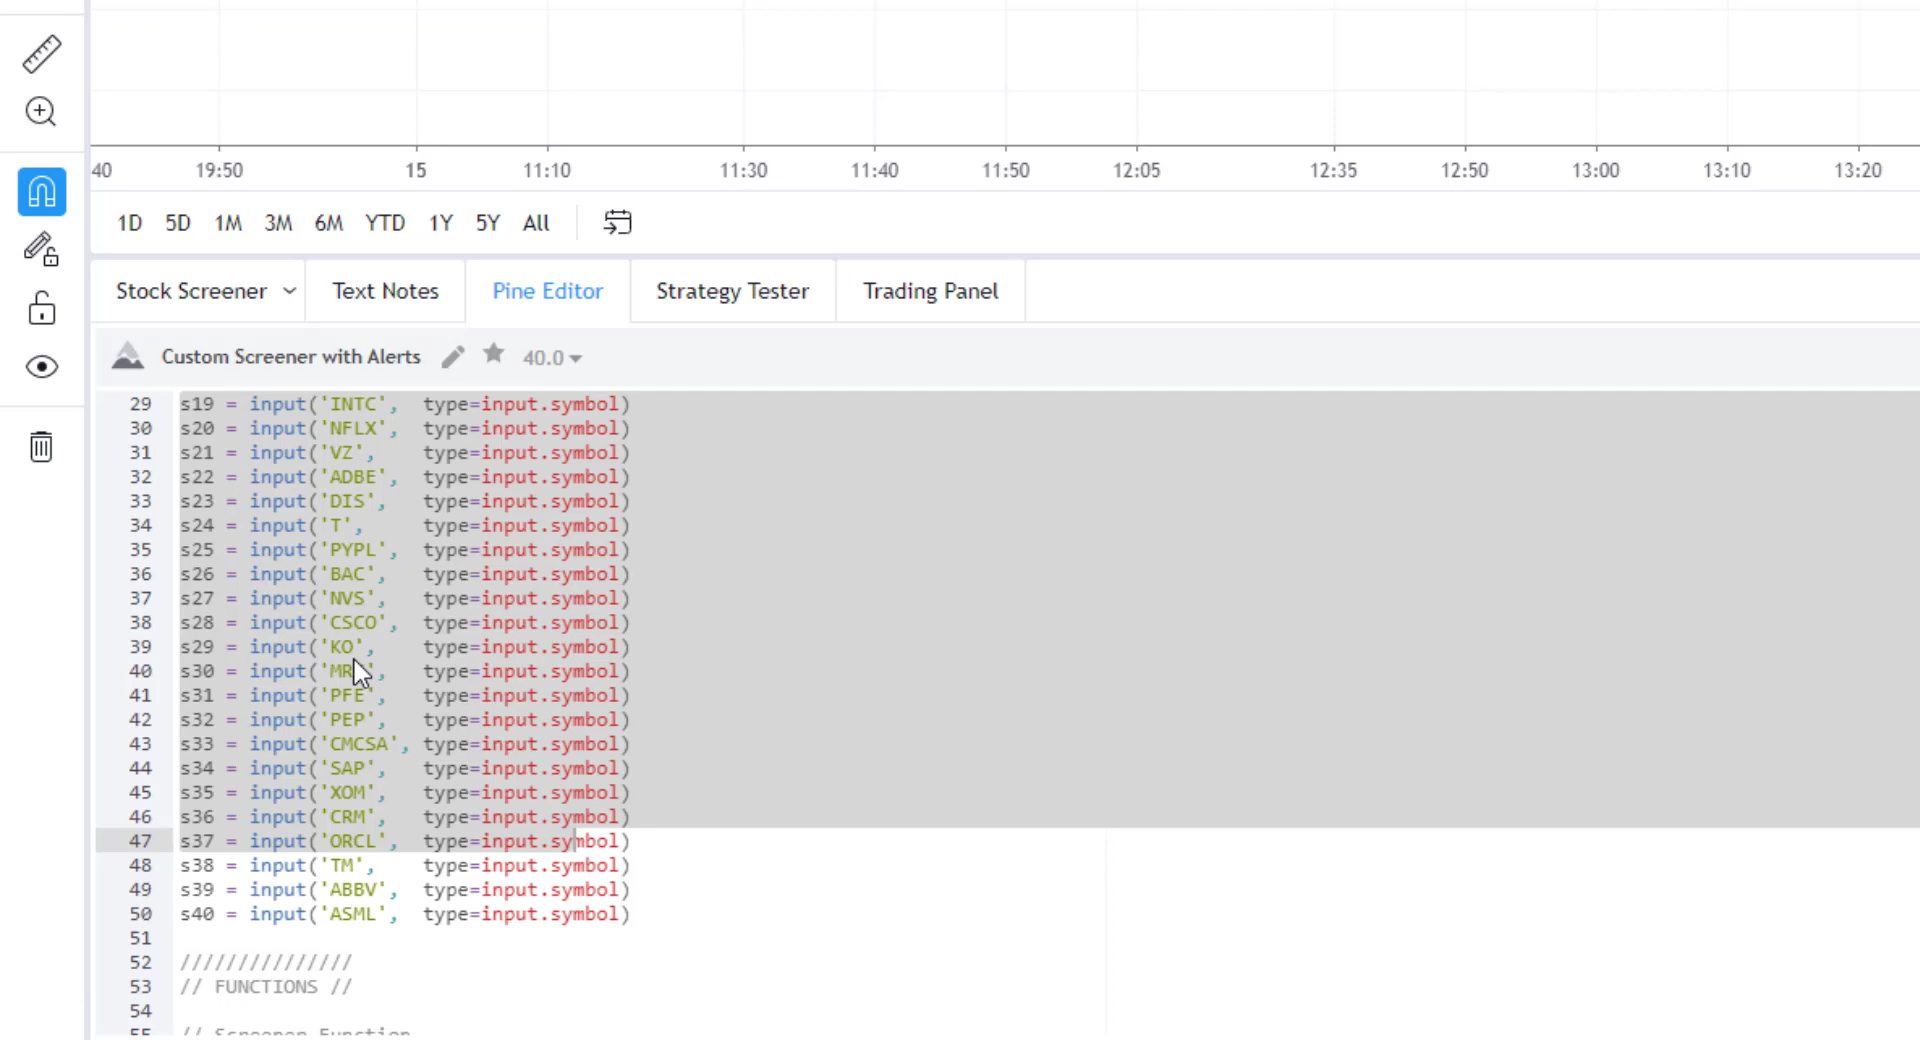 40 19:50 15 11:10 11:30 11:40 11:50 12:05 12:35 12:50 13:00 13:10 13:20
1D 5D 1M 3M 6M YTD 1Y 5Y All
Stock Screener Text Notes Pine Editor Strategy Tester Trading Panel
Custom Screener with Alerts 40.0
29 s19 = input('INTC', type=input.symbol)
30 s20 = input('NFLX', type=input.symbol)
31 s21 = input('VZ', type=input.symbol)
32 s22 = input('ADBE', type=input.symbol)
33 s23 = input('DIS', type=input.symbol)
34 s24 = input('T', type=input.symbol)
35 s25 = input('PYPL', type=input.symbol)
36 s26 = input('BAC', type=input.symbol)
37 s27 = input('NVS', type=input.symbol)
38 s28 = input('CSCO', type=input.symbol)
39 s29 = input('KO', type=input.symbol)
40 s30 = input('MR', type=input.symbol)
41 s31 = input('PFE', type=input.symbol)
42 s32 = input('PEP', type=input.symbol)
43 s33 = input('CMCSA', type=input.symbol)
44 s34 = input('SAP', type=input.symbol)
45 s35 = input('XOM', type=input.symbol)
46 s36 = input('CRM', type=input.symbol)
47 s37 = input('ORCL', type=input.symbol)
48 s38 = input('TM', type=input.symbol)
49 s39 = input('ABBV', type=input.symbol)
50 s40 = input('ASML', type=input.symbol)
51
52 ///////////////
53 // FUNCTIONS //
54
55 // Screener Function